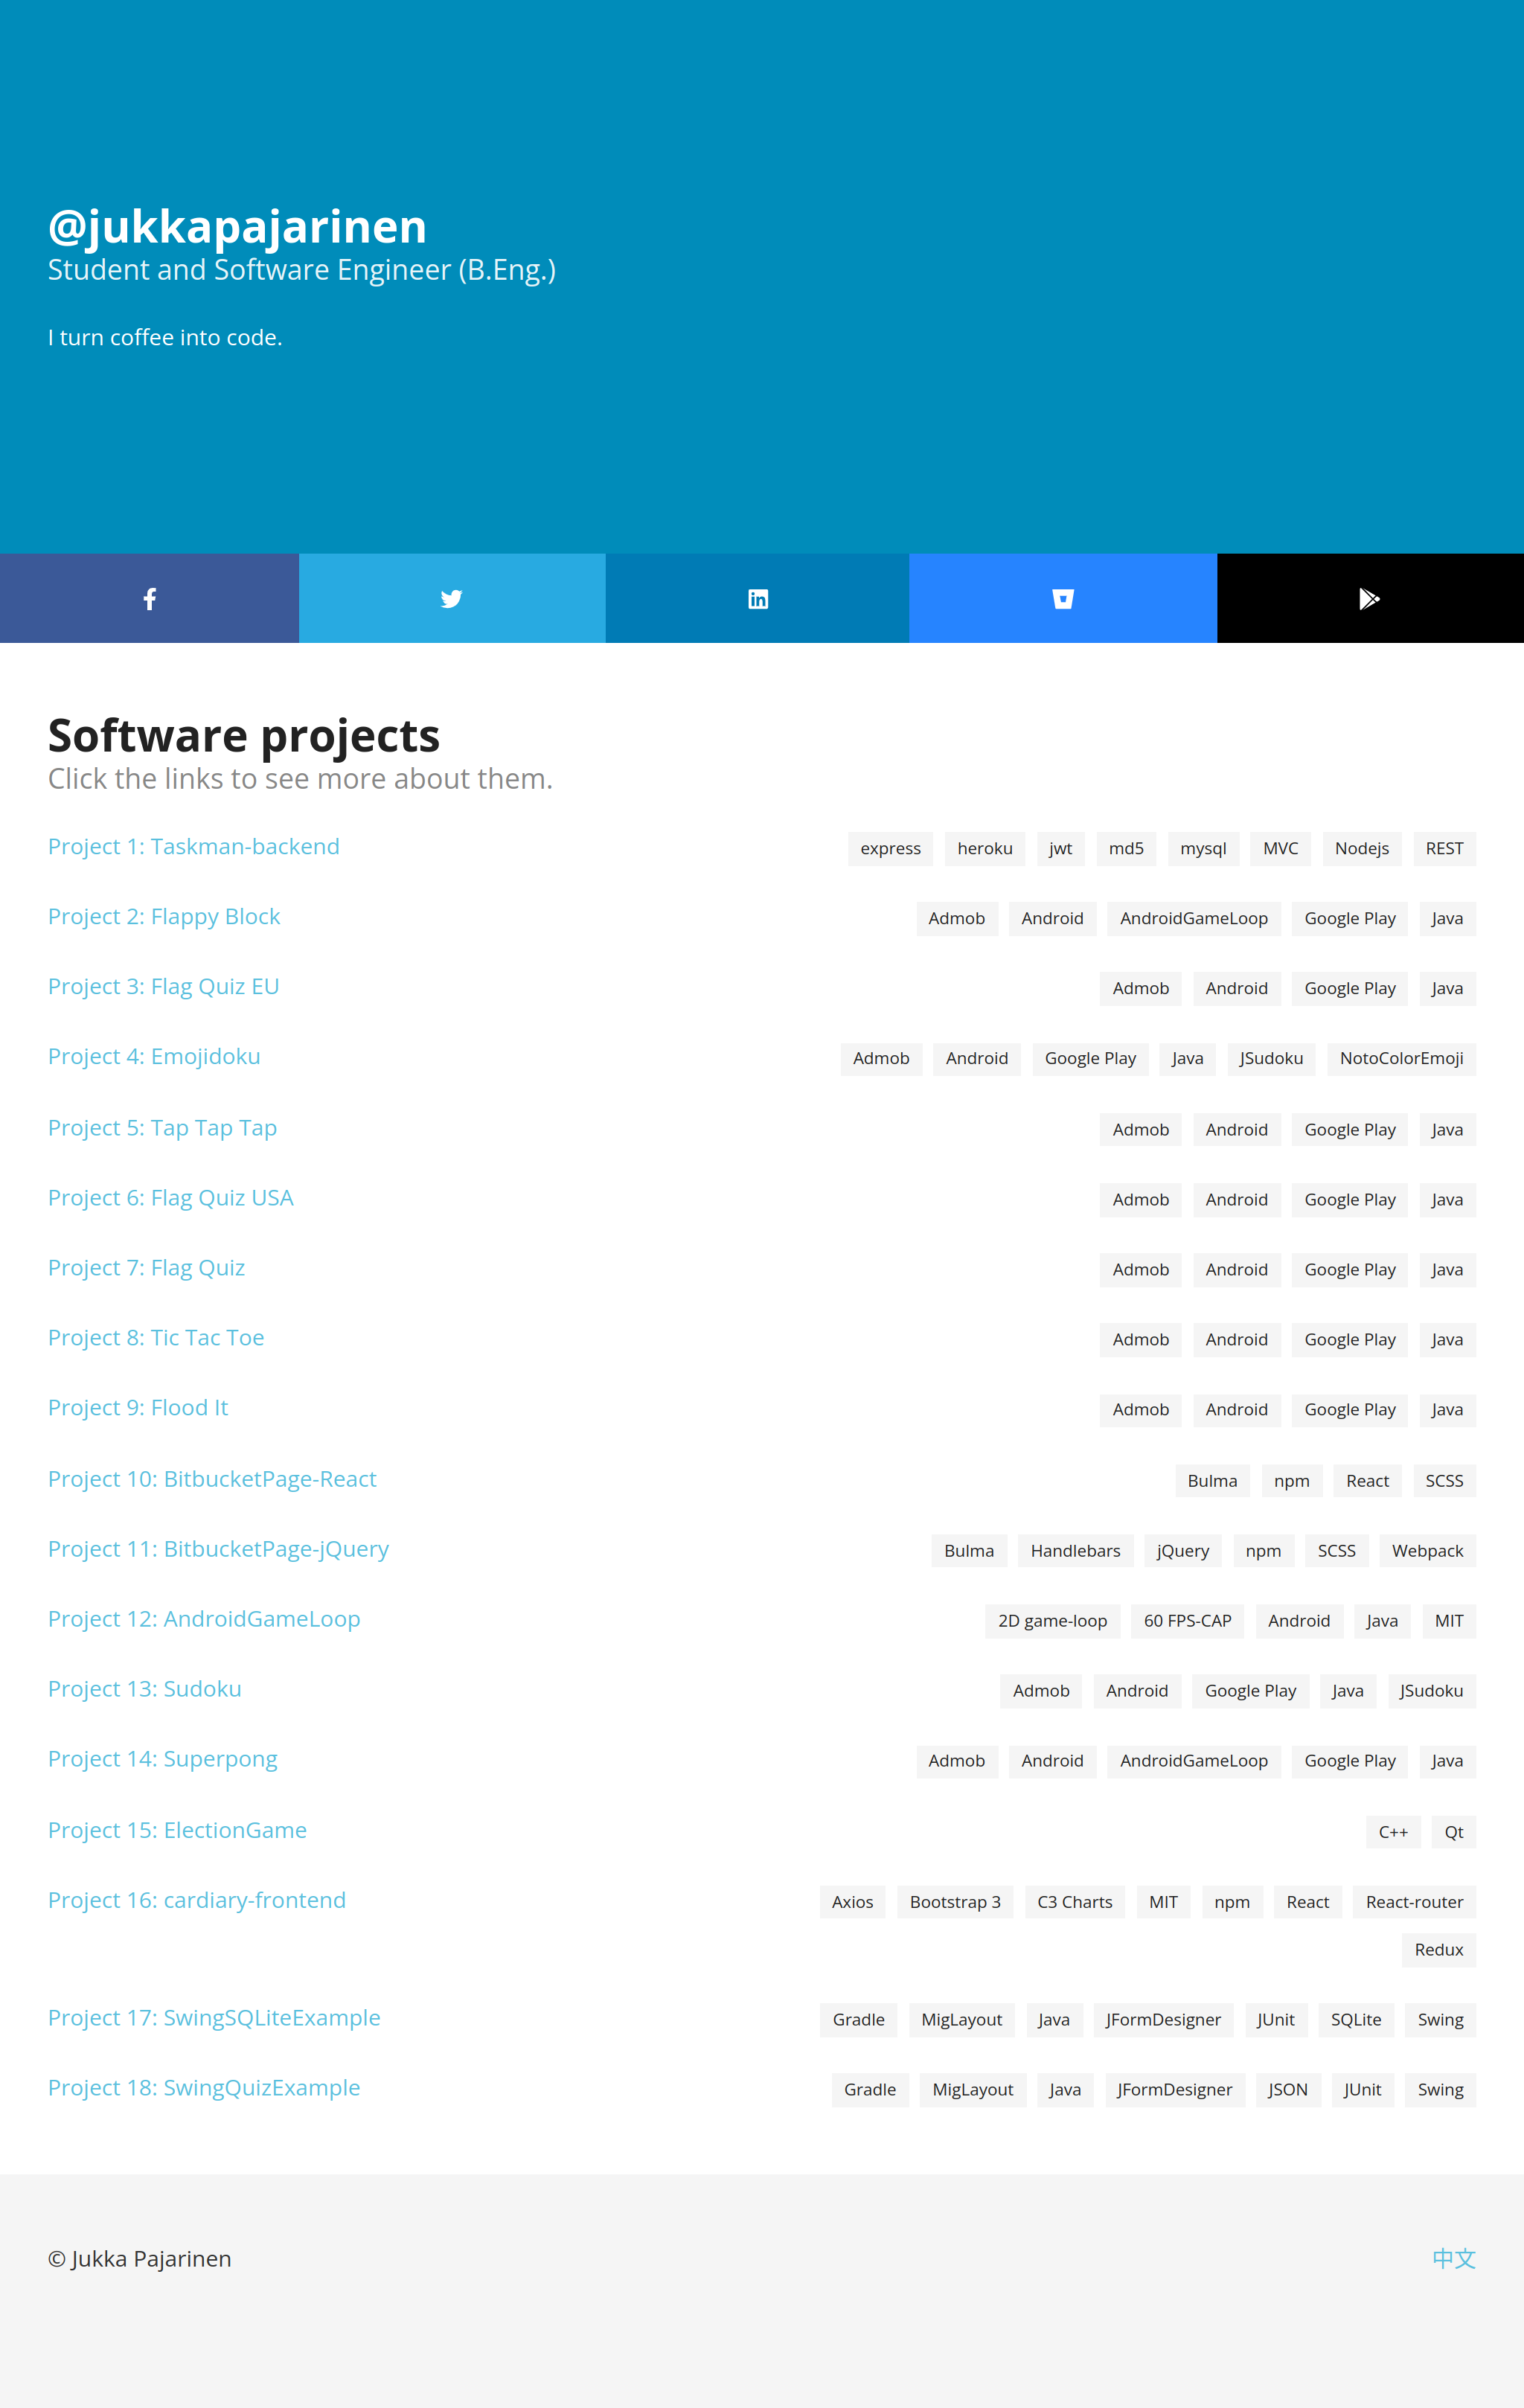 @jukkapajarinen
Student and Software Engineer (B.Eng.)
I turn coffee into code.
Software projects
Click the links to see more about them.
Project 1: Taskman-backend express heroku jwt md5 mysql MVC Nodejs REST
Project 2: Flappy Block Admob Android AndroidGameLoop Google Play Java
Project 3: Flag Quiz EU Admob Android Google Play Java
Project 4: Emojidoku Admob Android Google Play Java JSudoku NotoColorEmoji
Project 5: Tap Tap Tap Admob Android Google Play Java
Project 6: Flag Quiz USA Admob Android Google Play Java
Project 7: Flag Quiz Admob Android Google Play Java
Project 8: Tic Tac Toe Admob Android Google Play Java
Project 9: Flood It Admob Android Google Play Java
Project 10: BitbucketPage-React Bulma npm React SCSS
Project 11: BitbucketPage-jQuery Bulma Handlebars jQuery npm SCSS Webpack
Project 12: AndroidGameLoop 2D game-loop 60 FPS-CAP Android Java MIT
Project 13: Sudoku Admob Android Google Play Java JSudoku
Project 14: Superpong Admob Android AndroidGameLoop Google Play Java
Project 15: ElectionGame C++ Qt
Project 16: cardiary-frontend Axios Bootstrap 3 C3 Charts MIT npm React React-router
Redux
Project 17: SwingSQLiteExample Gradle MigLayout Java JFormDesigner JUnit SQLite Swing
Project 18: SwingQuizExample Gradle MigLayout Java JFormDesigner JSON JUnit Swing
© Jukka Pajarinen 中文